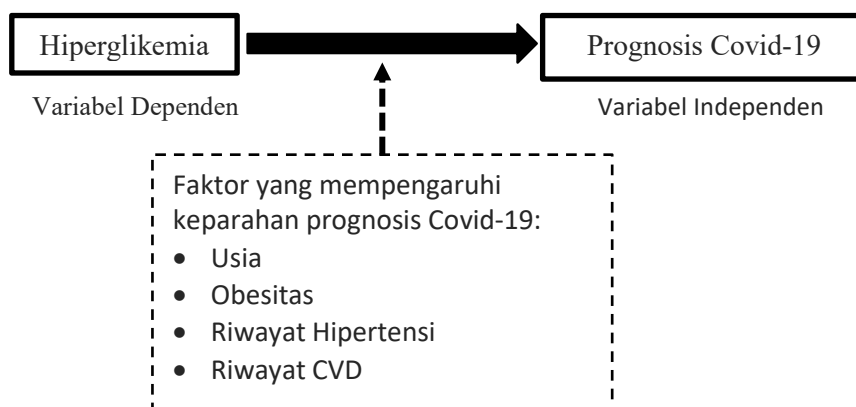 Hiperglikemia
Prognosis Covid-19
Variabel Dependen
Variabel Independen
Faktor yang mempengaruhi
keparahan prognosis Covid-19:
• Usia
• Obesitas
• Riwayat Hipertensi
• Riwayat CVD